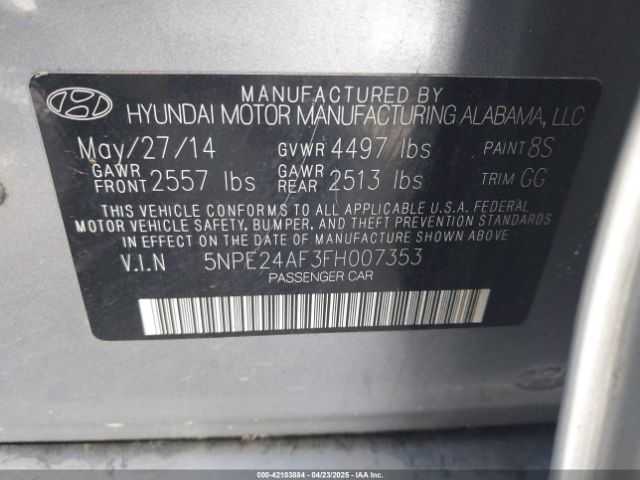 MANUFACTURED BY
HYUNDAI MOTOR MANUFACTURING ALABAMA, LLC
May/27/14 GVWR 4497 lbs PAINT 8S
GAWR FRONT 2557 lbs GAWR REAR 2513 lbs TRIM GG
THIS VEHICLE CONFORMS TO ALL APPLICABLE U.S.A. FEDERAL
MOTOR VEHICLE SAFETY, BUMPER, AND THEFT PREVENTION STANDARDS
IN EFFECT ON THE DATE OF MANUFACTURE SHOWN ABOVE.
V.I.N 5NPE24AF3FH007353
PASSENGER CAR
000-42103884 - 04/23/2025 - IAAI.COM